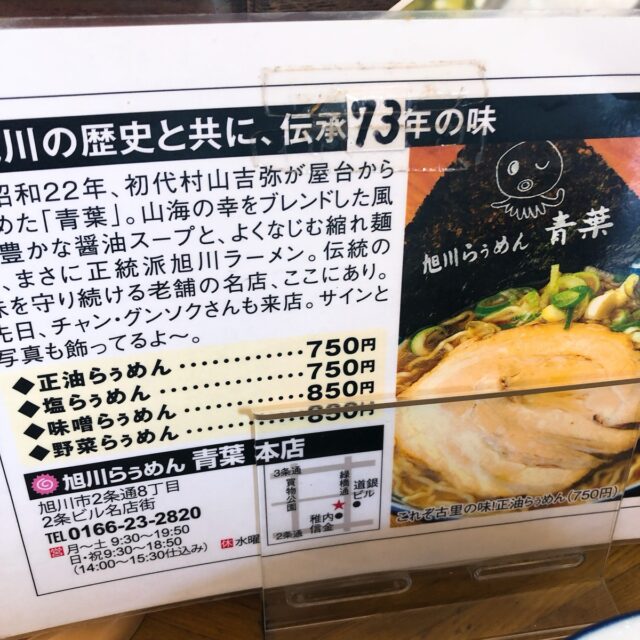 旭川の歴史と共に、伝承73年の味
昭和22年、初代村山吉弥が屋台から
めた「青葉」。山海の幸をブレンドした風
豊かな醤油スープと、よくなじむ縮れ麺
、まさに正統派旭川ラーメン。伝統の
味を守り続ける老舗の名店、ここにあり。
先日、チャン・グンソクさんも来店。サインと
写真も飾ってるよ〜。
◆正油らぅめん…………750円
◆塩らぅめん…………750円
◆味噌らぅめん…………850円
◆野菜らぅめん…………830円
旭川らぅめん 青葉 本店
旭川市2条通8丁目
2条ビル名店街
TEL0166-23-2820
営 月〜土 9:30〜19:50
日・祝9:30〜18:50
(14:00〜15:30仕込み)
休 水曜
3条通
買物公園
緑橋通
道銀ビル
稚内信金
2条通
旭川らぅめん 青葉
これぞ古里の味!正油らぅめん(750円)